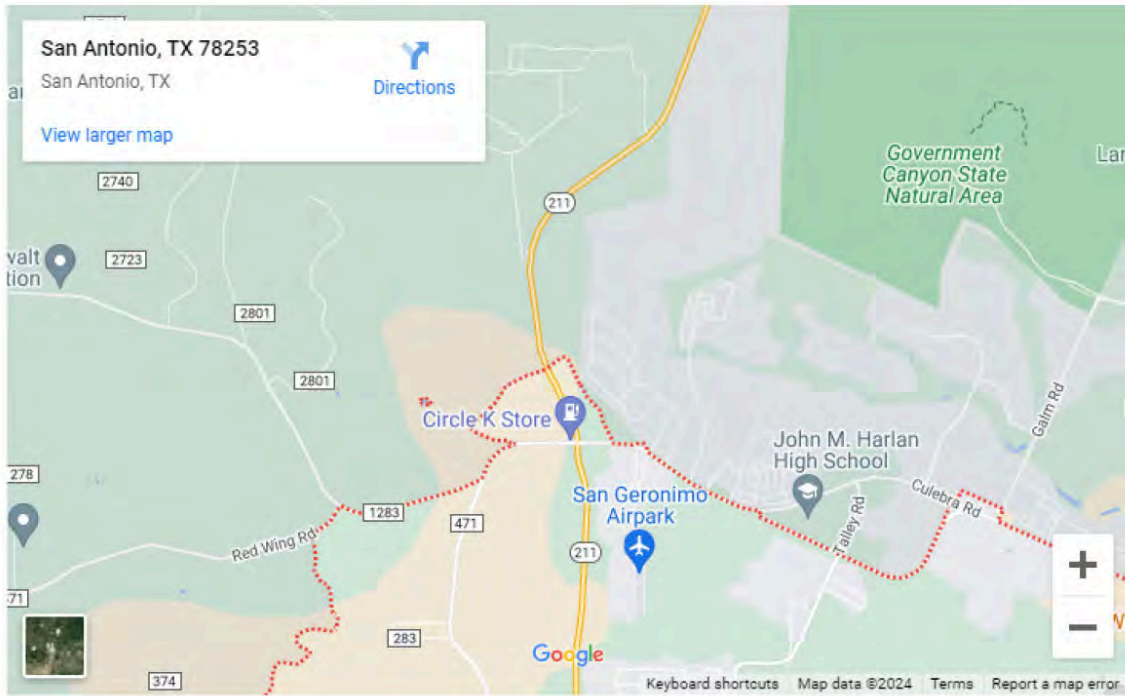 San Antonio, TX 78253
San Antonio, TX
Directions
View larger map
2740
211
Government
Canyon State
Natural Area
2723
2801
2801
Circle K Store
Galm Rd
John M. Harlan
High School
278
1283
471
San Geronimo
Airpark
Culebra Rd
Talley Rd
Red Wing Rd
211
283
374
Google
Keyboard shortcuts
Map data ©2024
Terms
Report a map error